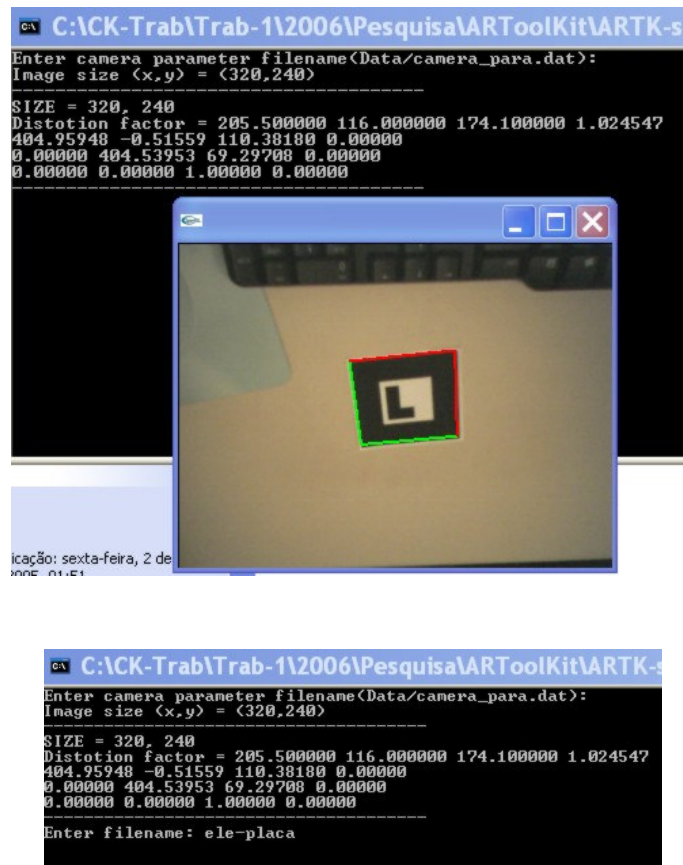 C:\CK-Trab\Trab-1\2006\Pesquisa\ARToolKit\ARTK-s
Enter camera parameter filename(Data/camera_para.dat):
Image size (x,y) = (320,240)
----------------------------------------
SIZE = 320, 240
Distotion factor = 205.500000 116.000000 174.100000 1.024547
404.95948 -0.51559 110.38180 0.00000
0.00000 404.53953 69.29708 0.00000
0.00000 0.00000 1.00000 0.00000
----------------------------------------
L
icação: sexta-feira, 2 de
C:\CK-Trab\Trab-1\2006\Pesquisa\ARToolKit\ARTK-s
Enter camera parameter filename(Data/camera_para.dat):
Image size (x,y) = (320,240)
----------------------------------------
SIZE = 320, 240
Distotion factor = 205.500000 116.000000 174.100000 1.024547
404.95948 -0.51559 110.38180 0.00000
0.00000 404.53953 69.29708 0.00000
0.00000 0.00000 1.00000 0.00000
----------------------------------------
Enter filename: ele-placa